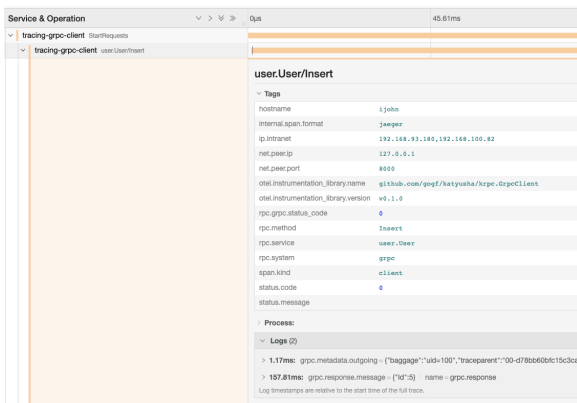 Service & Operation
0μs
45.61ms
tracing-grpc-client StartRequests
tracing-grpc-client user.User/Insert
user.User/Insert
Tags
hostname ijohn
internal.span.format jaeger
ip.intranet 192.168.93.180,192.168.100.82
net.peer.ip 127.0.0.1
net.peer.port 8000
otel.instrumentation_library.name github.com/gogf/katyusha/krpc.GrpcClient
otel.instrumentation_library.version v0.1.0
rpc.grpc.status_code 0
rpc.method Insert
rpc.service user.User
rpc.system grpc
span.kind client
status.code 0
status.message
Process:
Logs (2)
1.17ms: grpc.metadata.outgoing = {"baggage":"uid=100","traceparent":"00-d78bb60bfc15c3ca
157.81ms: grpc.response.message = {"id":5} name = grpc.response
Log timestamps are relative to the start time of the full trace.